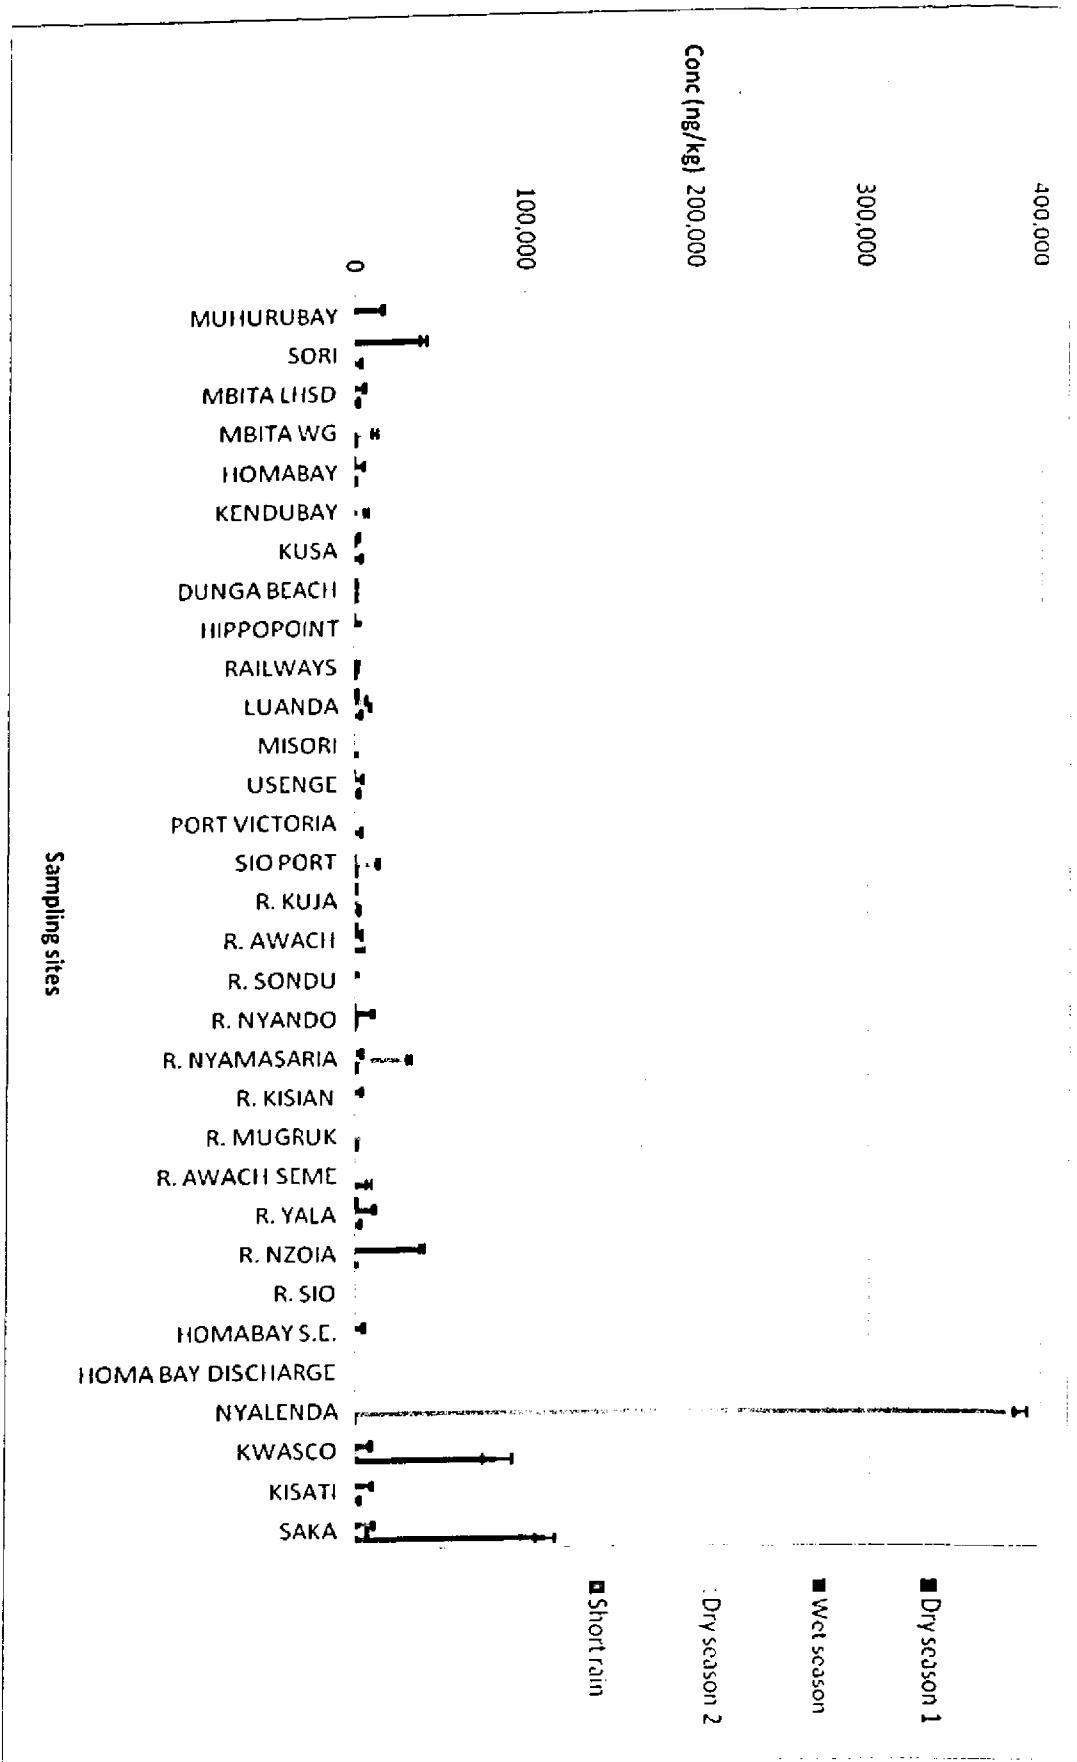 Conc (ng/kg)
400,000
300,000
200,000
100,000
0
MUHURUBAY
SORI
MBITA LHSD
MBITA WG
HOMABAY
KENDUBAY
KUSA
DUNGA BEACH
HIPPOPOINT
RAILWAYS
LUANDA
MISORI
USENGE
PORT VICTORIA
SIO PORT
R. KUJA
R. AWACH
R. SONDU
R. NYANDO
R. NYAMASARIA
R. KISIAN
R. MUGRUK
R. AWACH SEME
R. YALA
R. NZOIA
R. SIO
HOMABAY S.E.
HOMA BAY DISCHARGE
NYALENDA
KWASCO
KISATI
SAKA
Sampling sites
Dry season 1
Wet season
Dry season 2
Short rain